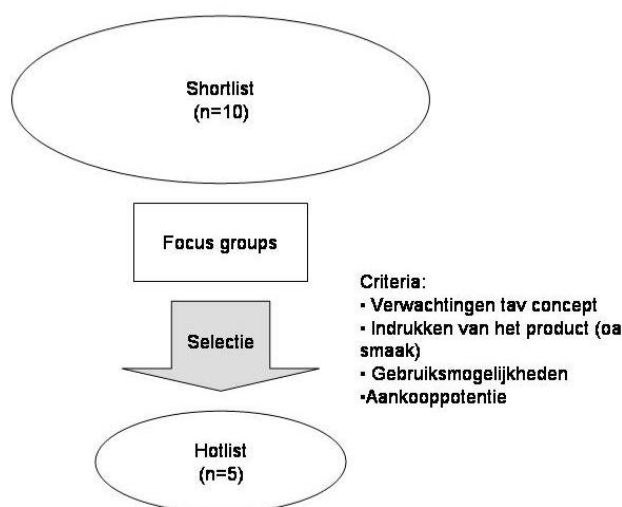 Shortlist
(n=10)
Focus groups
Selectie
Criteria:
▪ Verwachtingen tav concept
▪ Indrukken van het product (oa
smaak)
▪ Gebruiksmogelijkheden
▪Aankooppotentie
Hotlist
(n=5)